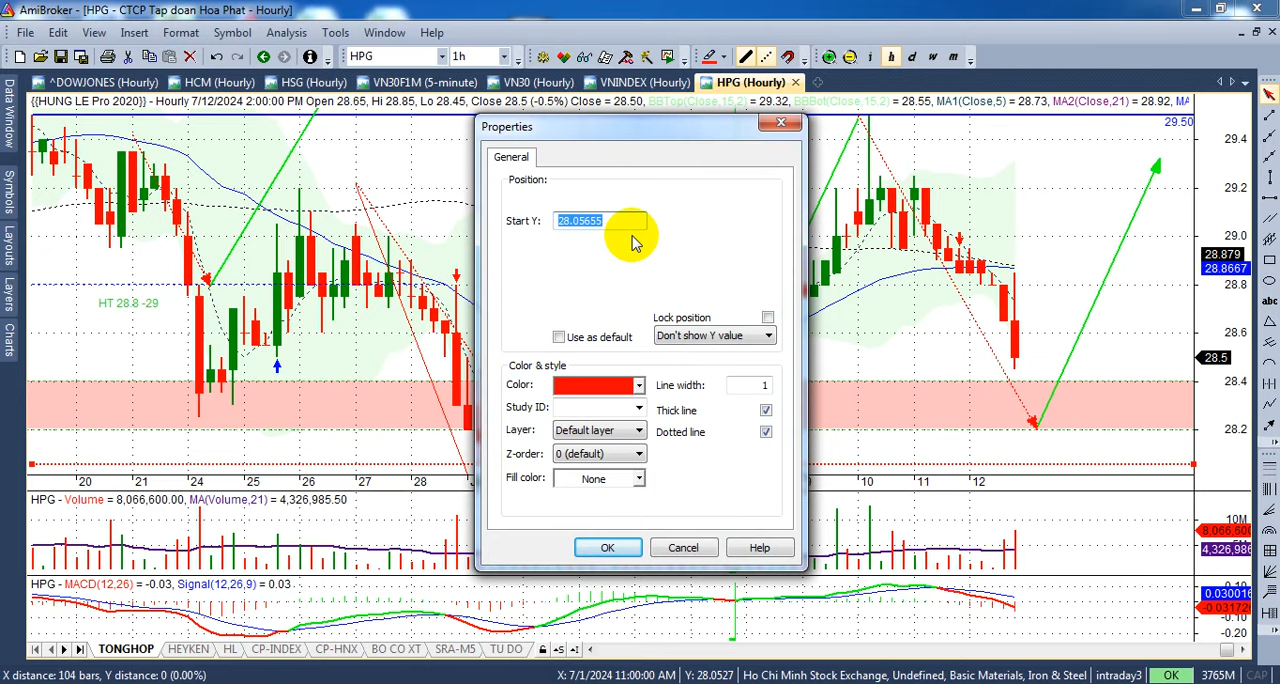 AmiBroker - [HPG - CTCP Tap doan Hoa Phat - Hourly]
File Edit View Insert Format Symbol Analysis Tools Window Help
HPG 1h i h d w m
^DOWJONES (Hourly) HCM (Hourly) HSG (Hourly) VN30F1M (5-minute) VN30 (Hourly) VNINDEX (Hourly) HPG (Hourly)
{{HUNG LE Pro 2020}} - Hourly 7/12/2024 2:00:00 PM Open 28.65, Hi 28.85, Lo 28.45, Close 28.5 (-0.5%) Close = 28.50, BBTop(Close,15,2) = 29.32, BBBot(Close,15,2) = 28.55, MA1(Close,5) = 28.73, MA2(Close,21) = 28.92, MA
Data Window
Symbols
Layouts
Layers
Charts
abc
29.50
29.4
29.2
29.0
28.879
28.8667
28.8
28.6
28.5
28.4
28.2
HT 28.8 -29
Properties
General
Position:
Start Y: 28.05655
Lock position
Use as default
Don't show Y value
Color & style
Color:
Line width: 1
Study ID:
Thick line
Layer: Default layer
Dotted line
Z-order: 0 (default)
Fill color: None
OK Cancel Help
20 21 24 25 26 27 28 10 11 12
HPG - Volume = 8,066,600.00, MA(Volume,21) = 4,326,985.50
10M
8,066,600
4,326,986
HPG - MACD(12,26) = -0.03, Signal(12,26,9) = 0.03
0.10
0.030016
-0.03172
-0.10
-0.20
TONGHOP HEYKEN HL CP-INDEX CP-HNX BO CO XT SRA-M5 TU DO
X distance: 104 bars, Y distance: 0 (0.00%) X: 7/1/2024 11:00:00 AM Y: 28.0527 Ho Chi Minh Stock Exchange, Undefined, Basic Materials, Iron & Steel intraday3 OK 3765M CAP